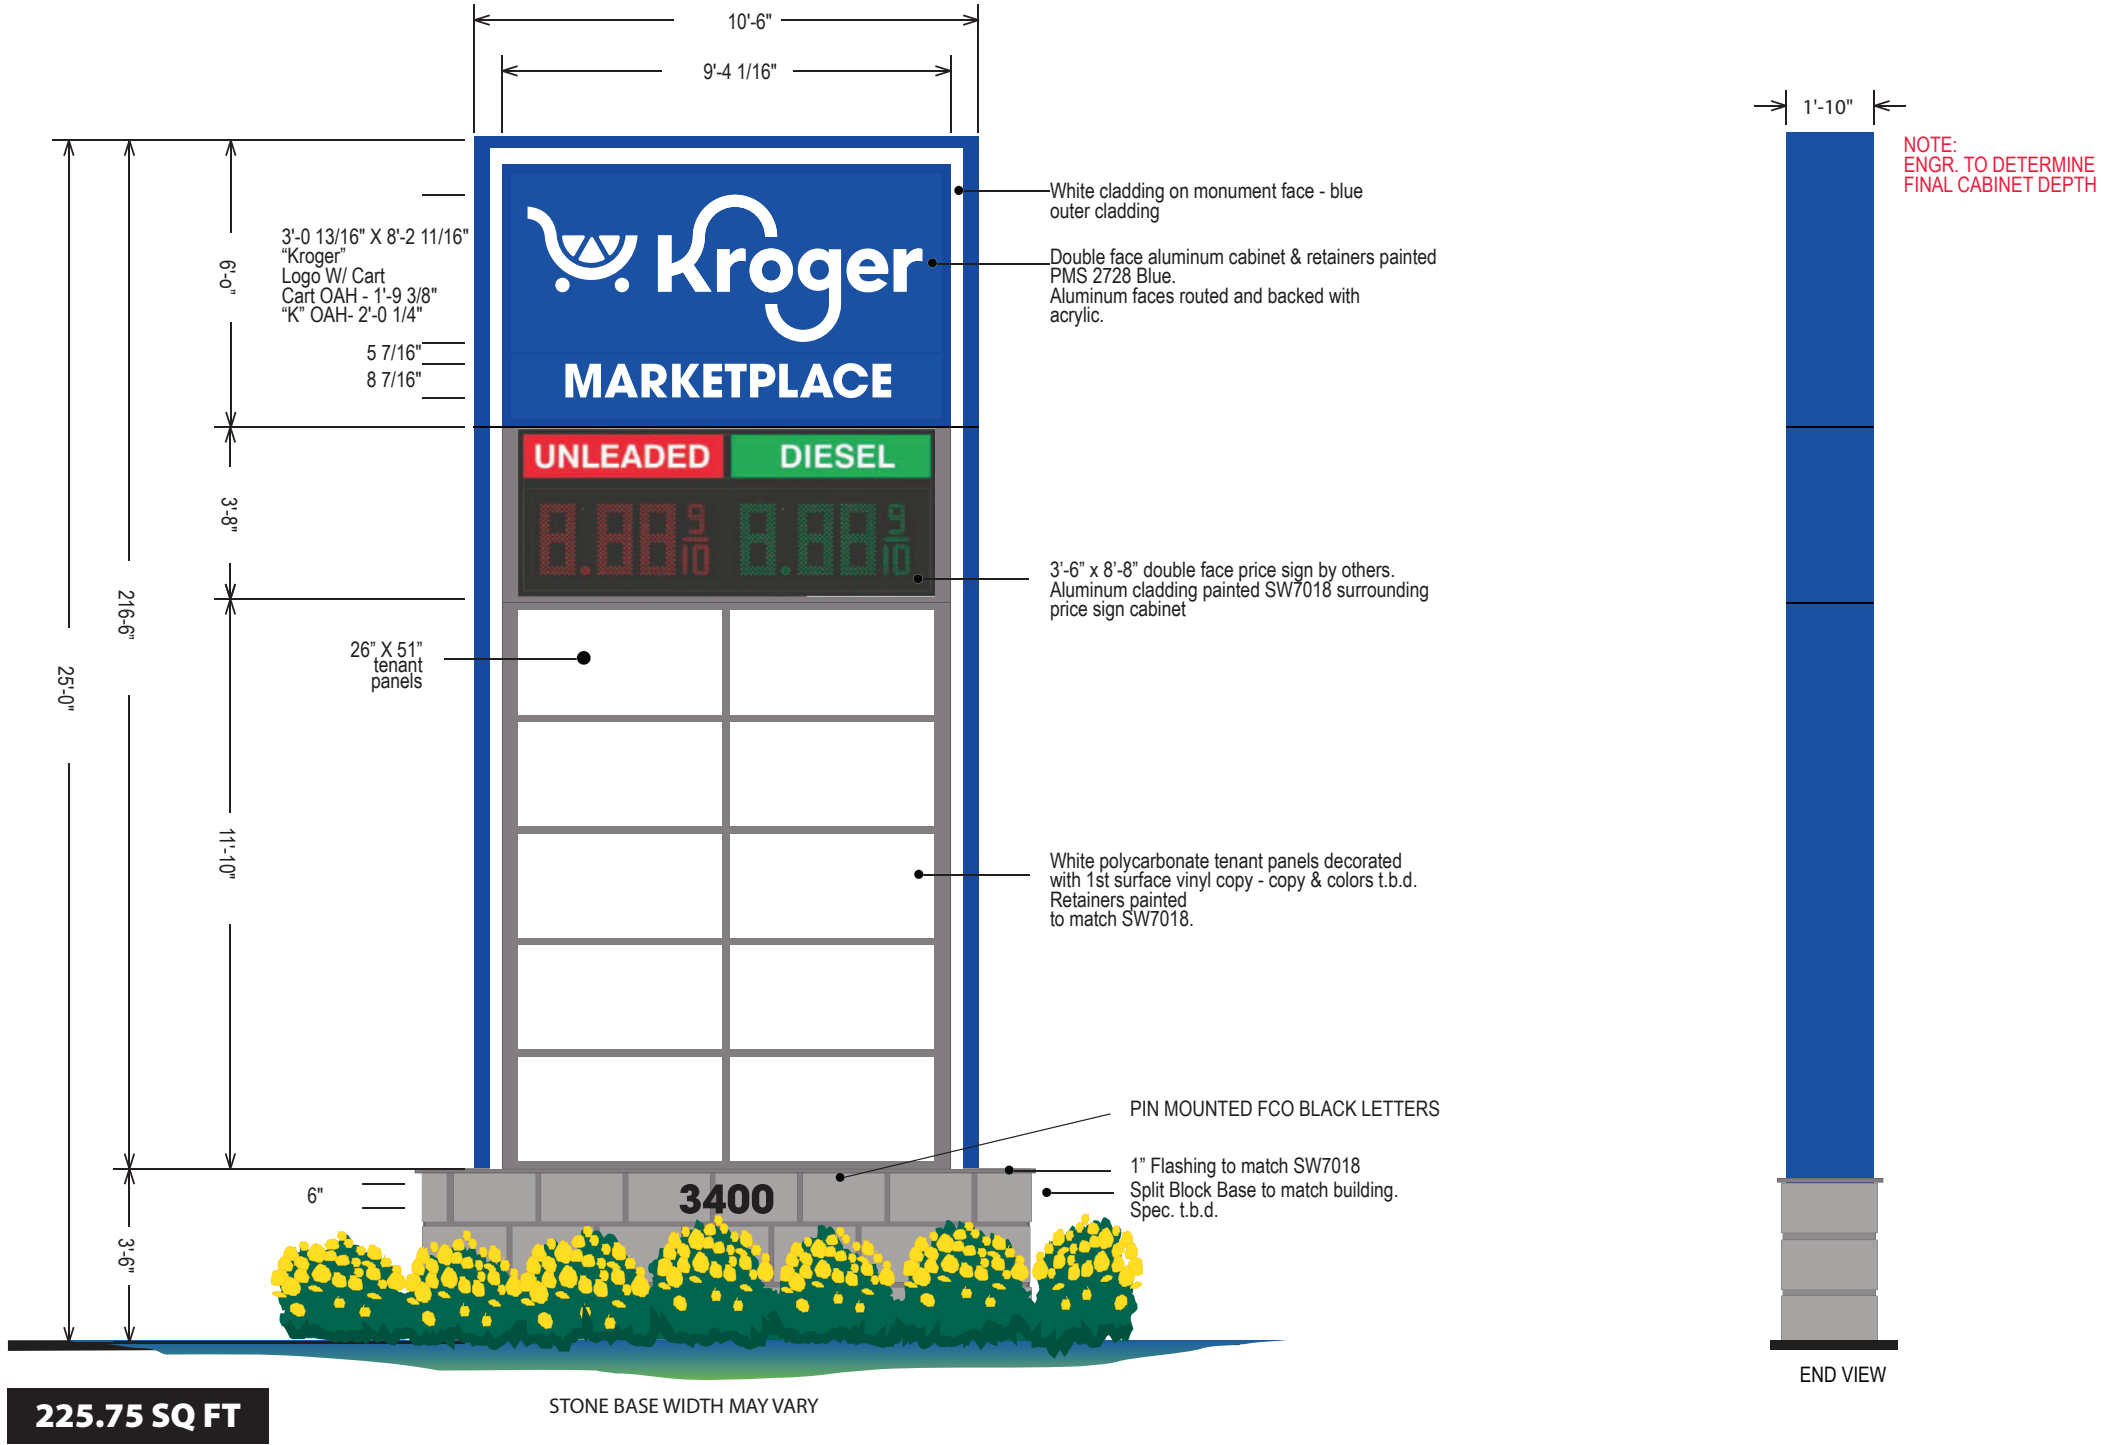 10'-6"
9'-4 1/16"
1'-10"
NOTE:
ENGR. TO DETERMINE
FINAL CABINET DEPTH
White cladding on monument face - blue
outer cladding
3'-0 13/16" X 8'-2 11/16"
“Kroger”
Logo W/ Cart
Cart OAH - 1'-9 3/8"
“K” OAH- 2'-0 1/4"
6'-0"
Kroger
Double face aluminum cabinet & retainers painted
PMS 2728 Blue.
Aluminum faces routed and backed with
acrylic.
5 7/16"
8 7/16"
MARKETPLACE
UNLEADED DIESEL
3'-8"
8.88 9/10 8.88 9/10
3'-6” x 8’-8” double face price sign by others.
Aluminum cladding painted SW7018 surrounding
price sign cabinet
216-6"
25'-0"
26” X 51”
tenant
panels
11'-10"
White polycarbonate tenant panels decorated
with 1st surface vinyl copy - copy & colors t.b.d.
Retainers painted
to match SW7018.
PIN MOUNTED FCO BLACK LETTERS
1” Flashing to match SW7018
6"
3400
Split Block Base to match building.
Spec. t.b.d.
3'-6"
END VIEW
STONE BASE WIDTH MAY VARY
225.75 SQ FT